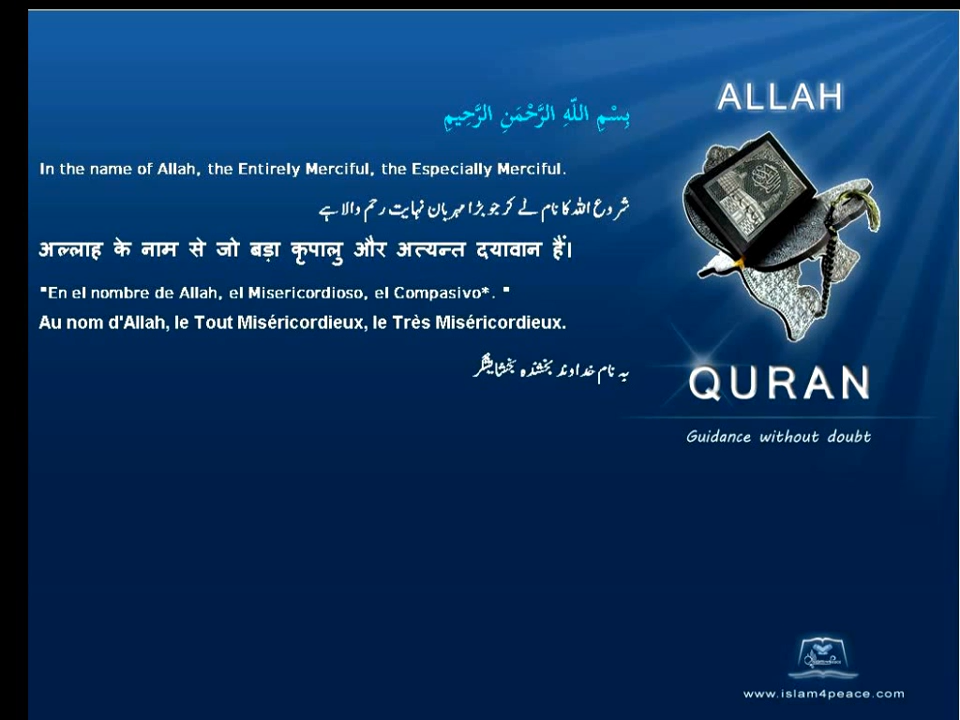 بِسْمِ اللّهِ الرَّحْمَنِ الرَّحِيمِ
In the name of Allah, the Entirely Merciful, the Especially Merciful.
شروع اللہ کا نام لے کر جو بڑا مہربان نہایت رحم والا ہے
अल्लाह के नाम से जो बड़ा कृपालु और अत्यन्त दयावान हैं।
"En el nombre de Allah, el Misericordioso, el Compasivo*. "
Au nom d'Allah, le Tout Miséricordieux, le Très Miséricordieux.
به نام خداوند بخشنده بخشایشگر
ALLAH
QURAN
Guidance without doubt
www.islam4peace.com